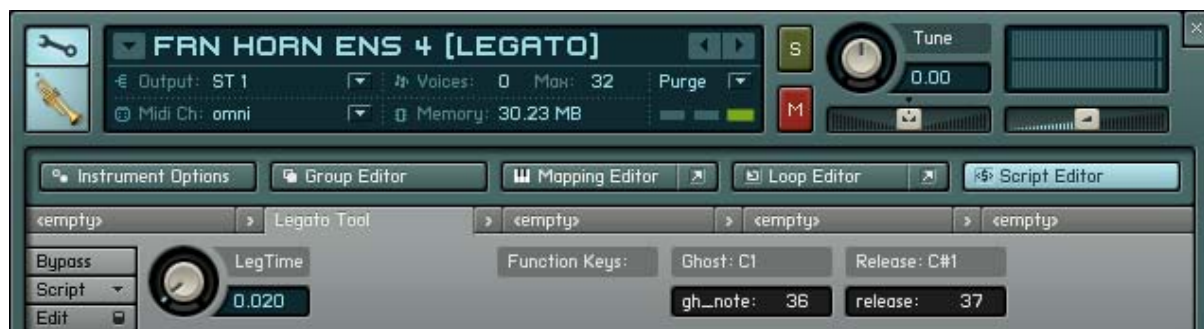 FRN HORN ENS 4 [LEGATO]
S
Tune
Output: ST 1 Voices: 0 Max: 32 Purge
0.00
Midi Ch: omni Memory: 30.23 MB
M
Instrument Options Group Editor Mapping Editor Loop Editor Script Editor
<empty> Legato Tool <empty> <empty> <empty>
Bypass LegTime Function Keys: Ghost: C1 Release: C#1
Script
0.020 gh_note: 36 release: 37
Edit